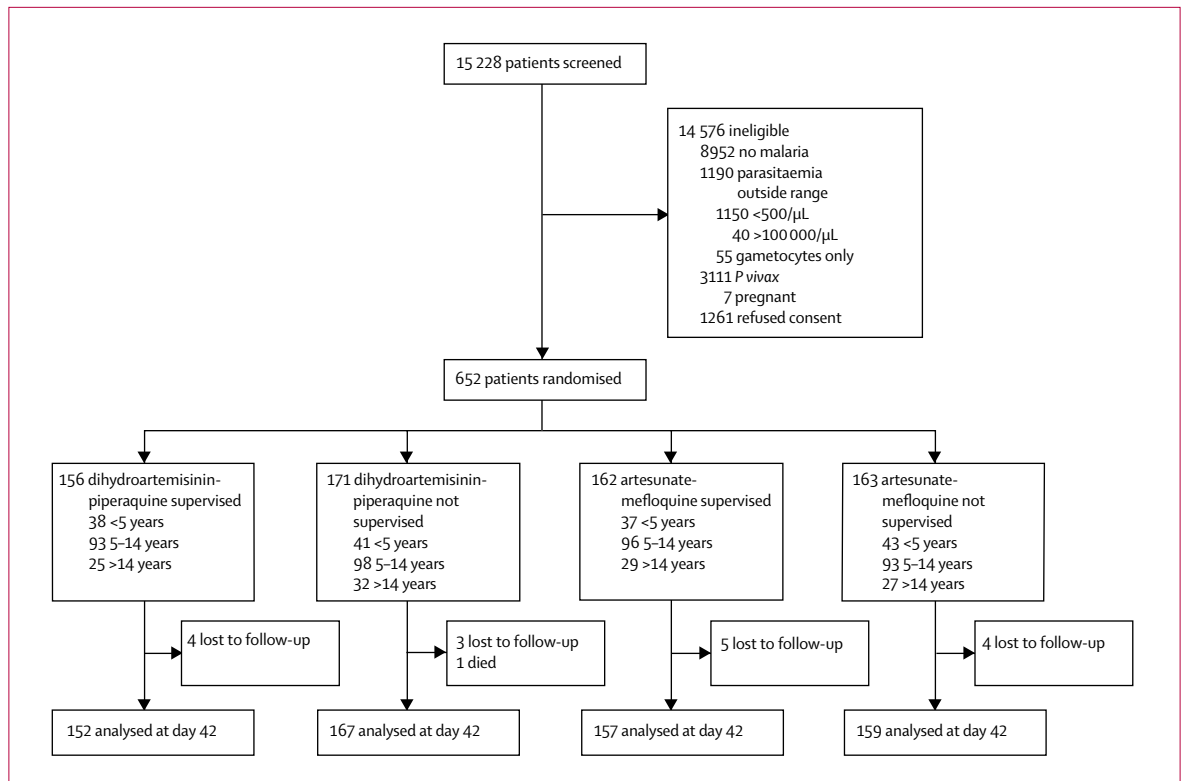 15 228 patients screened
14 576 ineligible
8952 no malaria
1190 parasitaemia
outside range
1150 <500/µL
40 >100 000/µL
55 gametocytes only
3111 P vivax
7 pregnant
1261 refused consent
652 patients randomised
156 dihydroartemisinin-
piperaquine supervised
38 <5 years
93 5–14 years
25 >14 years
171 dihydroartemisinin-
piperaquine not
supervised
41 <5 years
98 5–14 years
32 >14 years
162 artesunate-
mefloquine supervised
37 <5 years
96 5–14 years
29 >14 years
163 artesunate-
mefloquine not
supervised
43 <5 years
93 5–14 years
27 >14 years
4 lost to follow-up
3 lost to follow-up
1 died
5 lost to follow-up
4 lost to follow-up
152 analysed at day 42
167 analysed at day 42
157 analysed at day 42
159 analysed at day 42